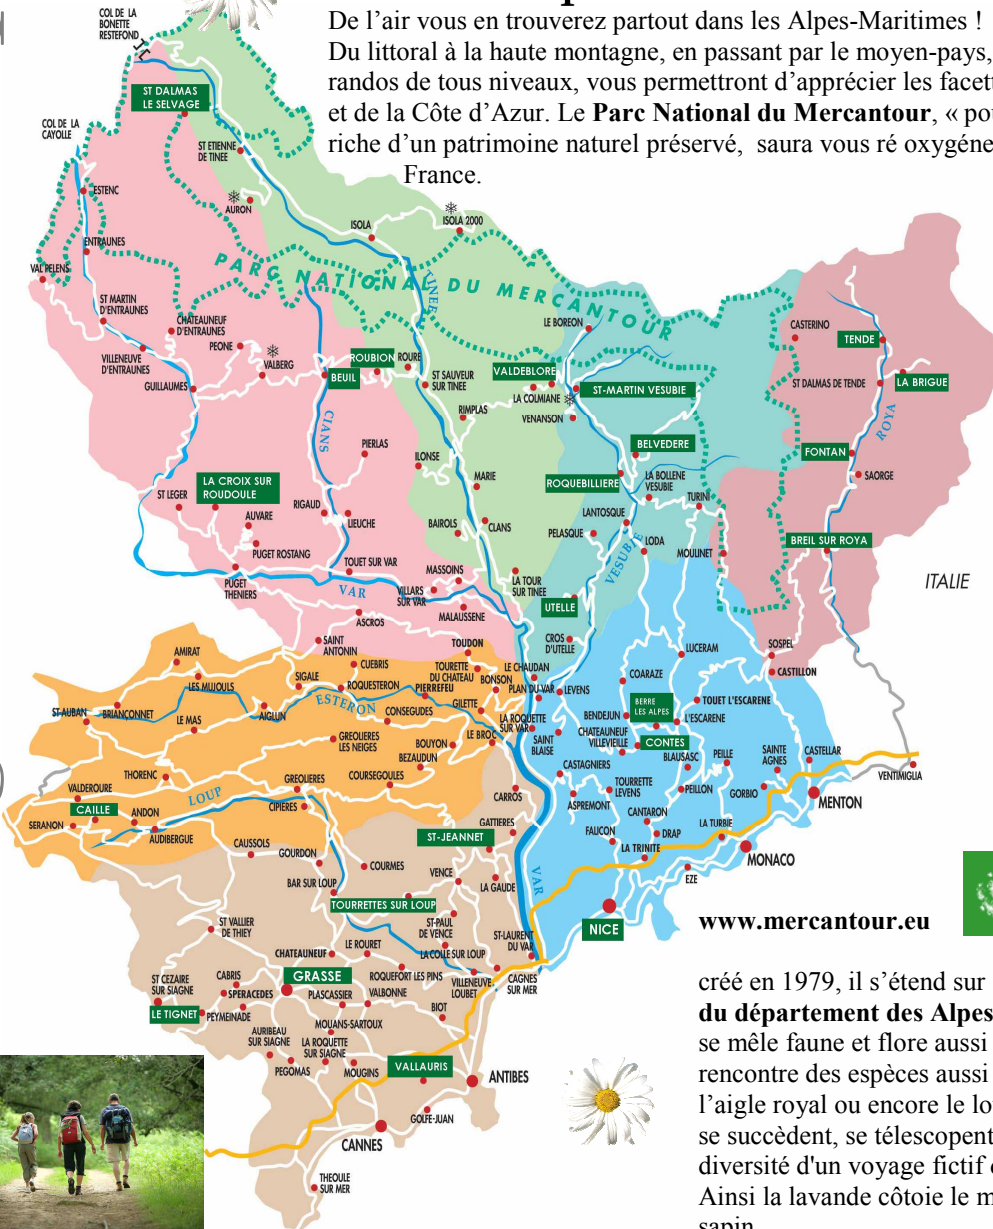 De l’air vous en trouverez partout dans les Alpes-Maritimes !
Du littoral à la haute montagne, en passant par le moyen-pays,
randos de tous niveaux, vous permettront d’apprécier les facett
et de la Côte d’Azur. Le Parc National du Mercantour, « pou
riche d’un patrimoine naturel préservé, saura vous ré oxygéne
France.
COL DE LA
BONETTE
RESTEFOND
ST DALMAS
LE SELVAGE
COL DE LA
CAYOLLE
ST ETIENNE
DE TINEE
ESTENC
AURON
ISOLA
ISOLA 2000
ENTRAUNES
VAL PELENS
PARC NATIONAL DU MERCANTOUR
TINEE
ST MARTIN
D'ENTRAUNES
CHATEAUNEUF
D'ENTRAUNES
PEONE
VALBERG
VILLENEUVE
D'ENTRAUNES
GUILLAUMES
ROUBION
ROURE
BEUIL
ST SAUVEUR
SUR TINEE
LE BOREON
VALDEBLORE
LA COLMIANE
ST-MARTIN VESUBIE
VENANSON
CASTERINO
TENDE
ST DALMAS DE TENDE
LA BRIGUE
ROYA
RIMPLAS
CIANS
PIERLAS
ILONSE
BELVEDERE
FONTAN
SAORGE
MARIE
ROQUEBILLIERE
LA BOLLENE
VESUBIE
TURINI
LA CROIX SUR
ROUDOULE
ST LEGER
AUVARE
RIGAUD
LIEUCHE
BAIROLS
CLANS
LANTOSQUE
PELASQUE
LODA
MOULINET
BREIL SUR ROYA
PUGET ROSTANG
TOUET SUR VAR
MASSOINS
LA TOUR
SUR TINEE
VESUBIE
ITALIE
PUGET
THENIERS
VAR
VILLARS
SUR VAR
MALAUSSENE
UTELLE
ASCROS
CROS
D'UTELLE
SAINT
ANTONIN
TOUDON
LUCERAM
SOSPEL
CASTILLON
AMIRAT
CUEBRIS
TOURETTE
DU CHATEAU
LE CHAUDAN
COARAZE
LES MUJOULS
SIGALE
ROQUESTERON
PIERREFEU
BONSON
PLAN DU VAR
LEVENS
BERRE
LES ALPES
TOUET L'ESCARENE
ST-AUBAN
BRIANCONNET
AIGLUN
ESTERON
CONSEGUDES
GILETTE
LA ROQUETTE
SUR VAR
BENDEJUN
L'ESCARENE
LE MAS
GREOLIERES
LES NEIGES
BOUYON
LE BROC
SAINT
BLAISE
CHATEAUNEUF
VILLEVIEILLE
CONTES
BLAUSASC
PEILLE
SAINTE
AGNES
CASTELLAR
THORENC
BEZAUDUN
CASTAGNIERS
VENTIMIGLIA
VALDEROURE
GREOLIERES
COURSEGOULES
CARROS
TOURRETTE
LEVENS
PEILLON
GORBIO
MENTON
CAILLE
ANDON
LOUP
CIPIERES
ASPREMONT
CANTARON
SERANON
AUDIBERGUE
GATTIERES
FALICON
DRAP
LA TURBIE
CAUSSOLS
GOURDON
COURMES
ST-JEANNET
LA TRINITE
MONACO
BAR SUR LOUP
VENCE
LA GAUDE
VAR
EZE
TOURRETTES SUR LOUP
ST VALLIER
DE THIEY
ST-PAUL
DE VENCE
ST-LAURENT
DU VAR
NICE
www.mercantour.eu
CHATEAUNEUF
LE ROURET
LA COLLE SUR LOUP
ST CEZAIRE
SUR SIAGNE
CABRIS
GRASSE
ROQUEFORT LES PINS
VILLENEUVE
LOUBET
CAGNES
SUR MER
SPERACEDES
PLASCASSIER
VALBONNE
LE TIGNET
PEYMEINADE
BIOT
AURIBEAU
SUR SIAGNE
MOUANS-SARTOUX
LA ROQUETTE
SUR SIAGNE
PEGOMAS
MOUGINS
VALLAURIS
ANTIBES
GOLFE-JUAN
CANNES
THEOULE
SUR MER
créé en 1979, il s’étend sur
du département des Alpes
se mêle faune et flore aussi
rencontre des espèces aussi
l’aigle royal ou encore le lo
se succèdent, se télescopent
diversité d'un voyage fictif
Ainsi la lavande côtoie le m
sapin